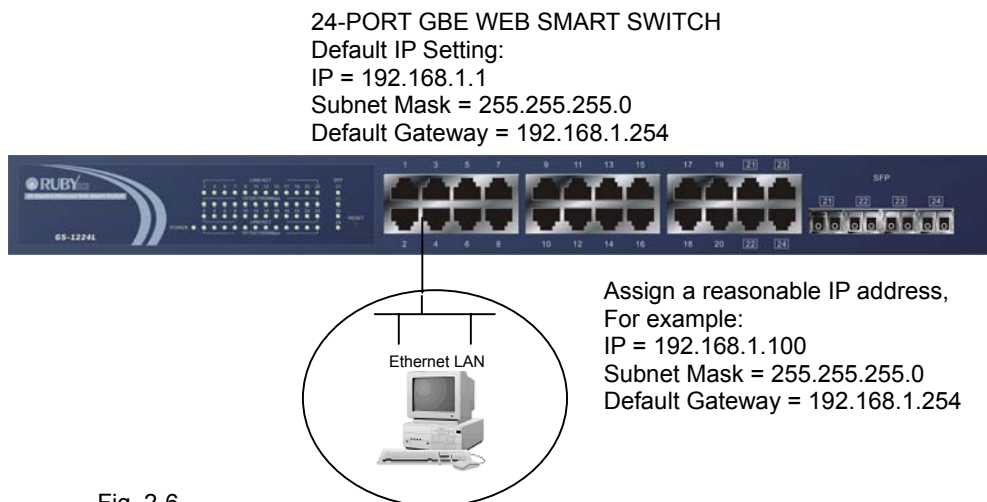 24-PORT GBE WEB SMART SWITCH
Default IP Setting:
IP = 192.168.1.1
Subnet Mask = 255.255.255.0
Default Gateway = 192.168.1.254
1 3 5 7 9 11 13 15 17 19 21 23
SFP
RUBY
LINK/ACT
SFP
21 22 23 24
RESET
POWER
GS-1224L
2 4 6 8 10 12 14 16 18 20 22 24
Assign a reasonable IP address,
For example:
IP = 192.168.1.100
Subnet Mask = 255.255.255.0
Default Gateway = 192.168.1.254
Ethernet LAN
Fig. 2-6